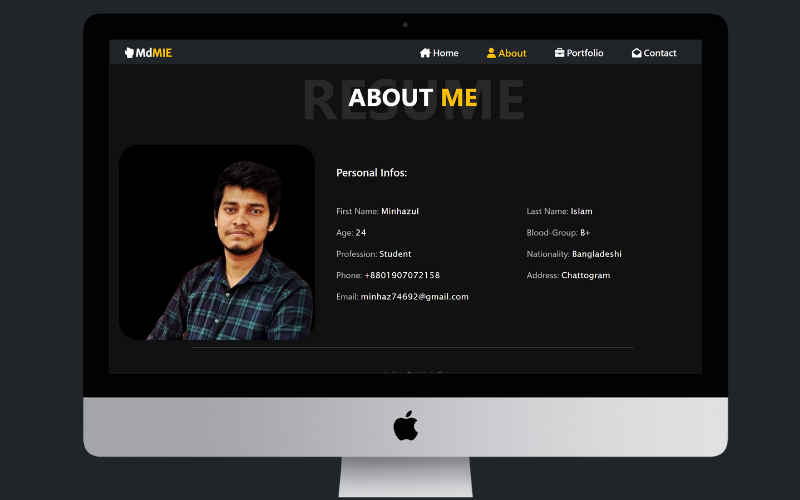 MdMIE Home About Portfolio Contact
RESUME
ABOUT ME
Personal Infos:
First Name: Minhazul Last Name: Islam
Age: 24 Blood-Group: B+
Profession: Student Nationality: Bangladeshi
Phone: +8801907072158 Address: Chattogram
Email: minhaz74692@gmail.com